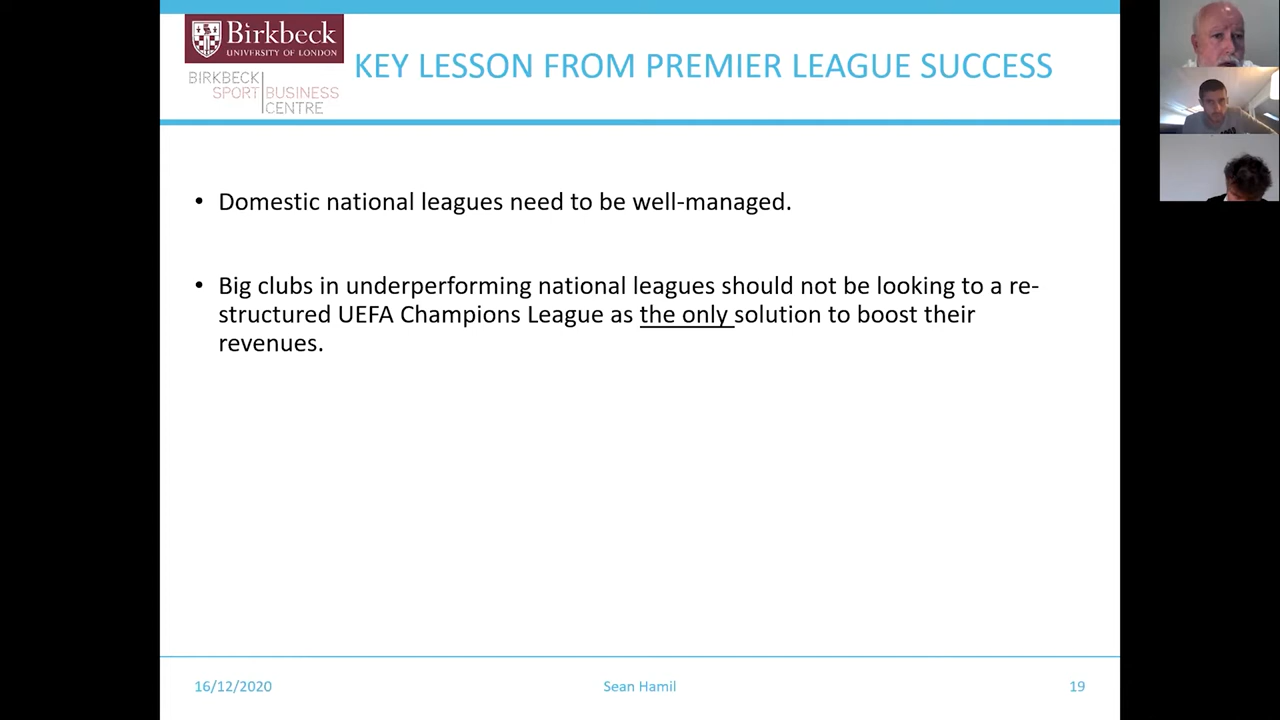 Birkbeck
UNIVERSITY OF LONDON
BIRKBECK
SPORT BUSINESS
CENTRE
KEY LESSON FROM PREMIER LEAGUE SUCCESS
• Domestic national leagues need to be well-managed.
• Big clubs in underperforming national leagues should not be looking to a re-
structured UEFA Champions League as the only solution to boost their
revenues.
16/12/2020
Sean Hamil
19